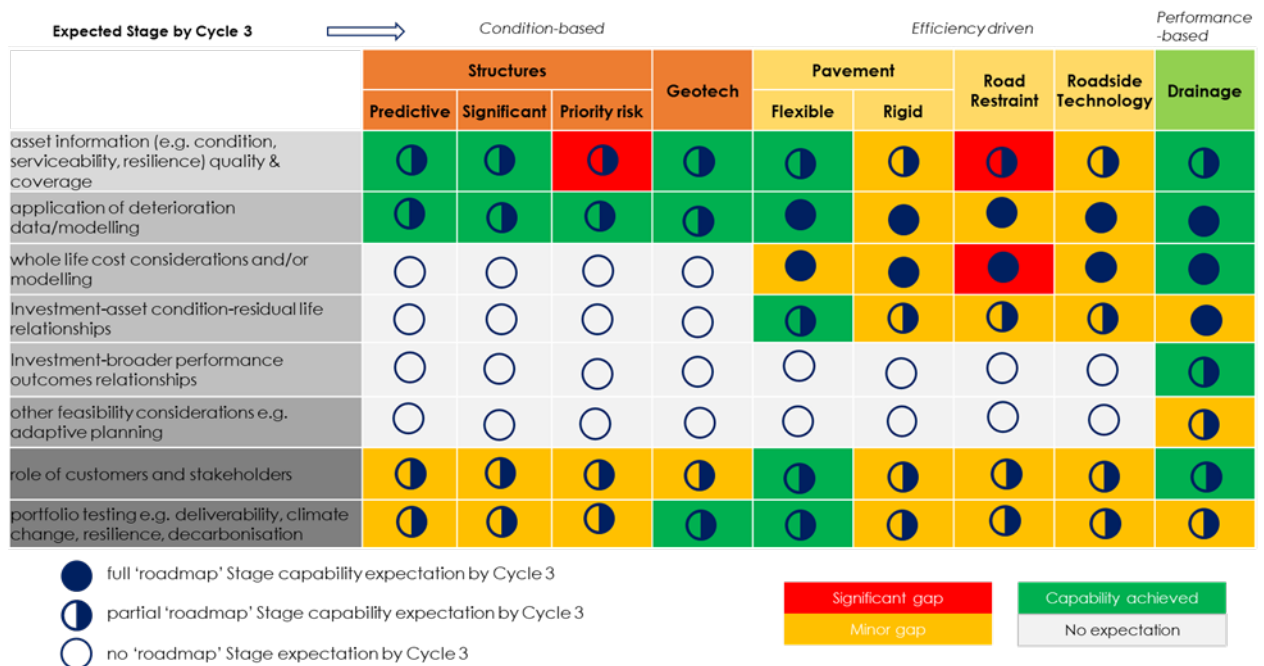 Expected Stage by Cycle 3
Condition-based
Efficiency driven
Performance
-based
Structures
Geotech
Pavement
Road
Restraint
Roadside
Technology
Drainage
Predictive
Significant
Priority risk
Flexible
Rigid
asset information (e.g. condition,
serviceability, resilience) quality &
coverage
application of deterioration
data/modelling
whole life cost considerations and/or
modelling
Investment-asset condition-residual life
relationships
Investment-broader performance
outcomes relationships
other feasibility considerations e.g.
adaptive planning
role of customers and stakeholders
portfolio testing e.g. deliverability, climate
change, resilience, decarbonisation
full 'roadmap' Stage capability expectation by Cycle 3
partial 'roadmap' Stage capability expectation by Cycle 3
no 'roadmap' Stage expectation by Cycle 3
Significant gap
Capability achieved
Minor gap
No expectation